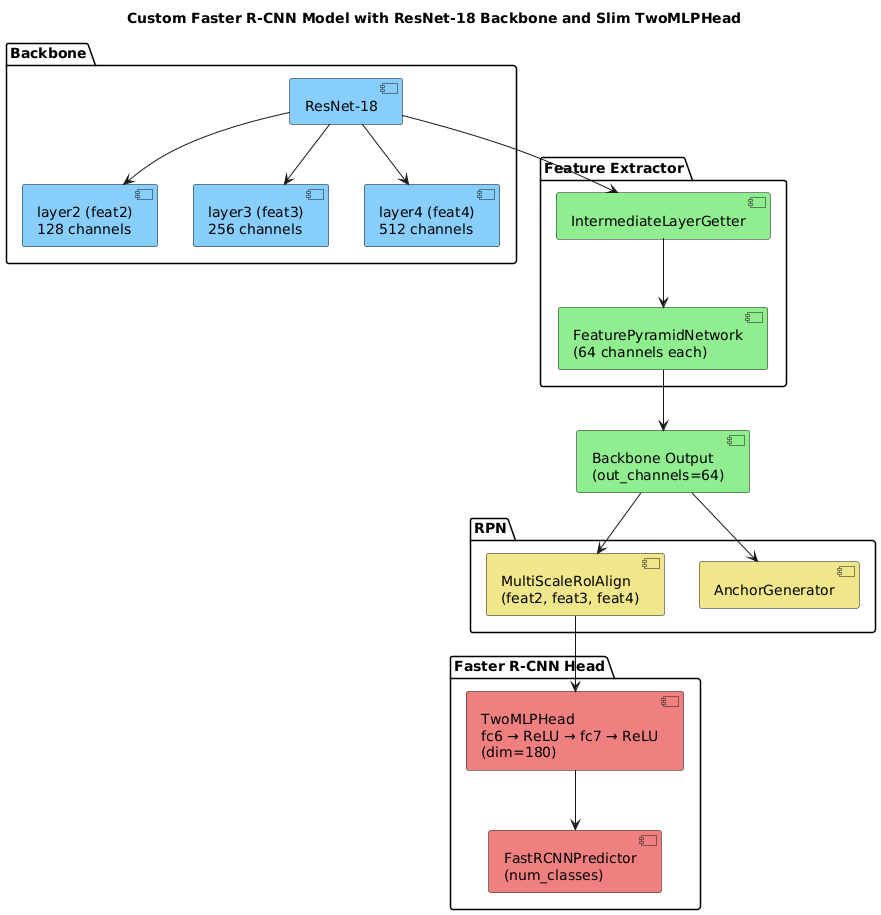 Custom Faster R-CNN Model with ResNet-18 Backbone and Slim TwoMLPHead
Backbone
ResNet-18
layer2 (feat2)
128 channels
layer3 (feat3)
256 channels
layer4 (feat4)
512 channels
Feature Extractor
IntermediateLayerGetter
FeaturePyramidNetwork
(64 channels each)
Backbone Output
(out_channels=64)
RPN
MultiScaleRoIAlign
(feat2, feat3, feat4)
AnchorGenerator
Faster R-CNN Head
TwoMLPHead
fc6 → ReLU → fc7 → ReLU
(dim=180)
FastRCNNPredictor
(num_classes)